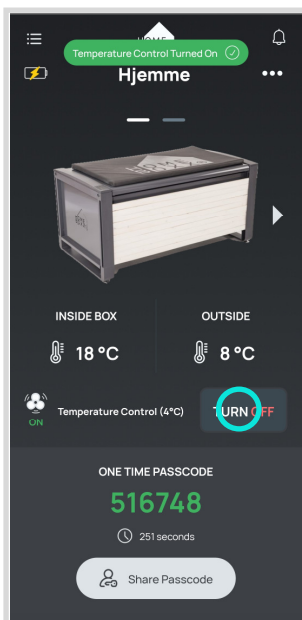 HOME
Temperature Control Turned On
Hjemme
INSIDE BOX
OUTSIDE
18 °C
8 °C
ON
Temperature Control (4°C)
TURN OFF
ONE TIME PASSCODE
516748
251 seconds
Share Passcode